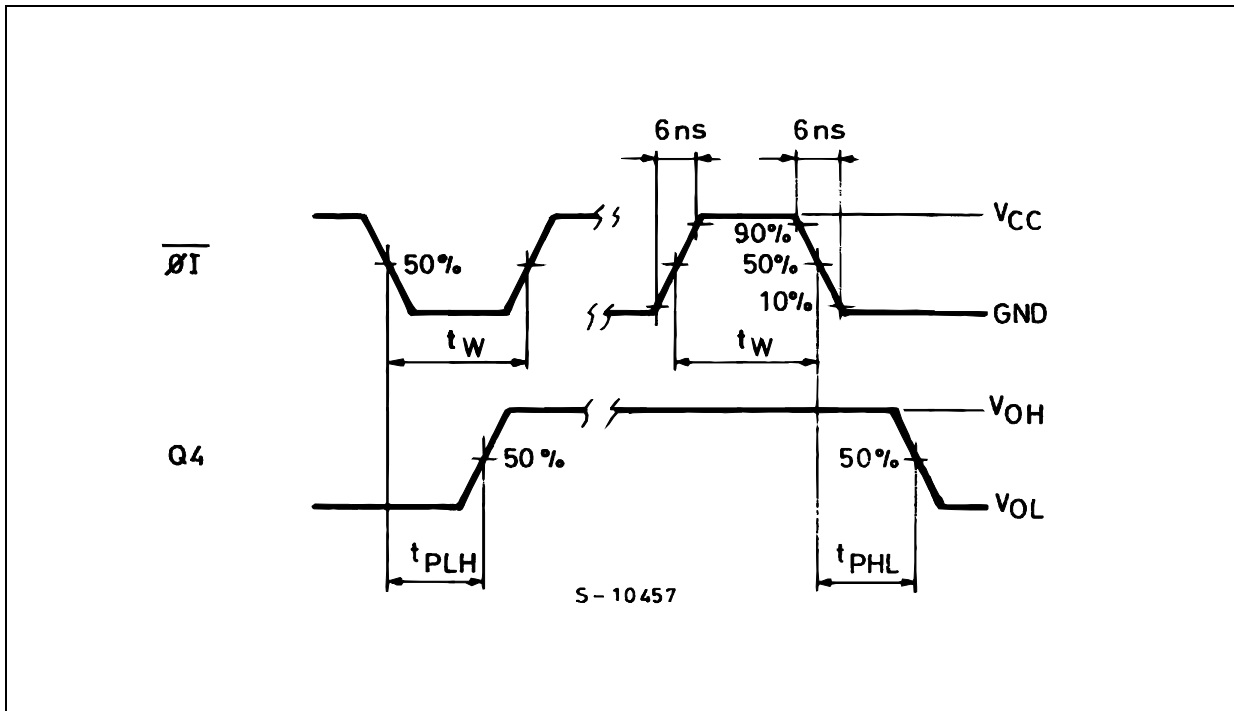 6ns 6ns
VCC
90%
ØI 50% 50%
10%
GND
tW tW
VOH
Q4 50% 50%
VOL
tPLH tPHL
S-10457